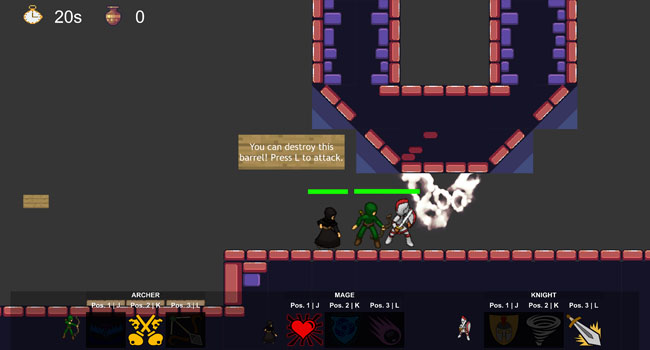 20s
0
You can destroy this
barrel! Press L to attack.
ARCHER
Pos. 1 | J
Pos. 2 | K
Pos. 3 | L
MAGE
Pos. 1 | J
Pos. 2 | K
Pos. 3 | L
KNIGHT
Pos. 1 | J
Pos. 2 | K
Pos. 3 | L